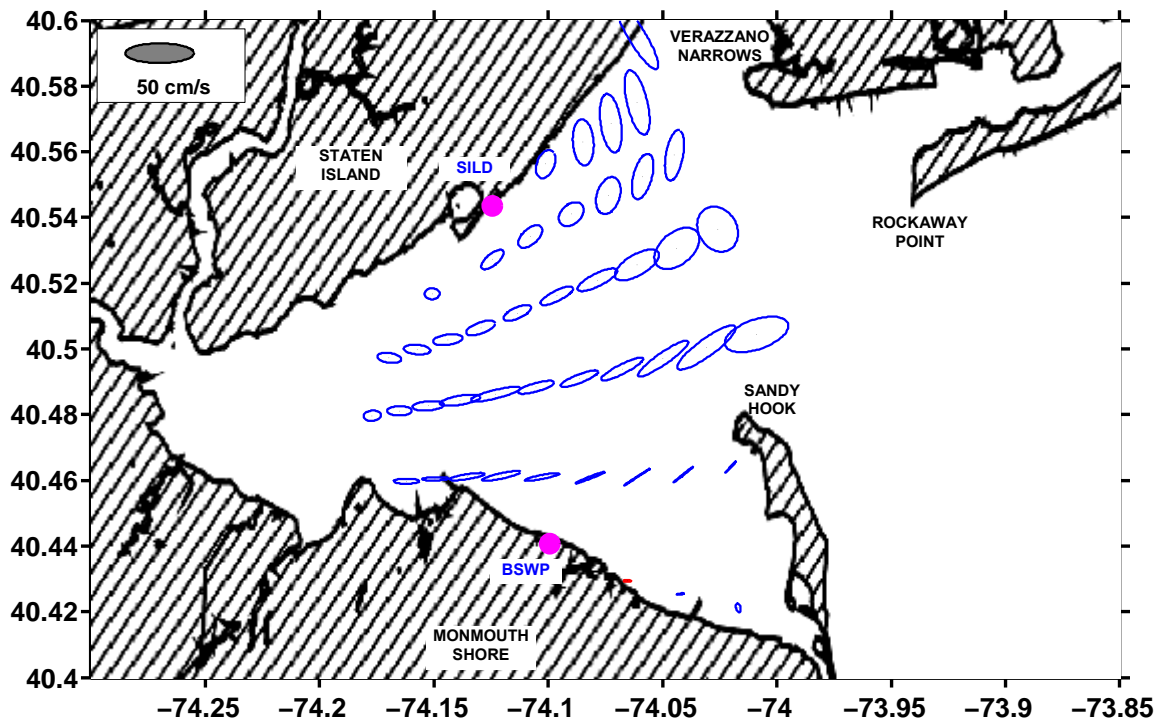 40.6
40.58
40.56
40.54
40.52
40.5
40.48
40.46
40.44
40.42
40.4
50 cm/s
VERAZZANO
NARROWS
STATEN
ISLAND
SILD
ROCKAWAY
POINT
SANDY
HOOK
BSWP
MONMOUTH
SHORE
−74.25
−74.2
−74.15
−74.1
−74.05
−74
−73.95
−73.9
−73.85